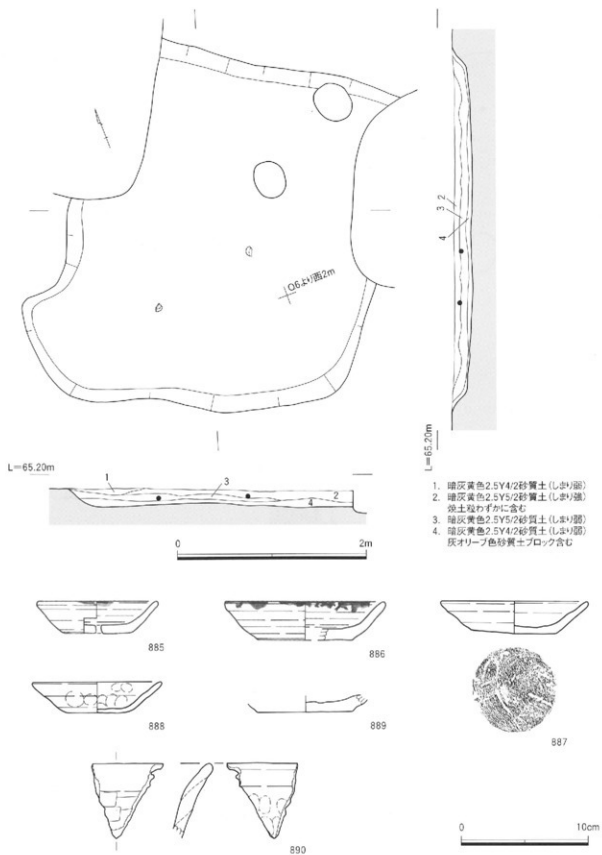 2
3
4
O6より西2m
L=65.20m
L=65.20m
1
3
2
4
0 2m
1. 暗灰黄色2.5Y4/2砂質土(しまり弱)
2. 暗灰黄色2.5Y5/2砂質土(しまり強)
焼土粒わずかに含む
3. 暗灰黄色2.5Y5/2砂質土(しまり弱)
4. 暗灰黄色2.5Y4/2砂質土(しまり弱)
灰オリーブ色砂質土ブロック含む
885
886
887
888
889
890
0 10cm